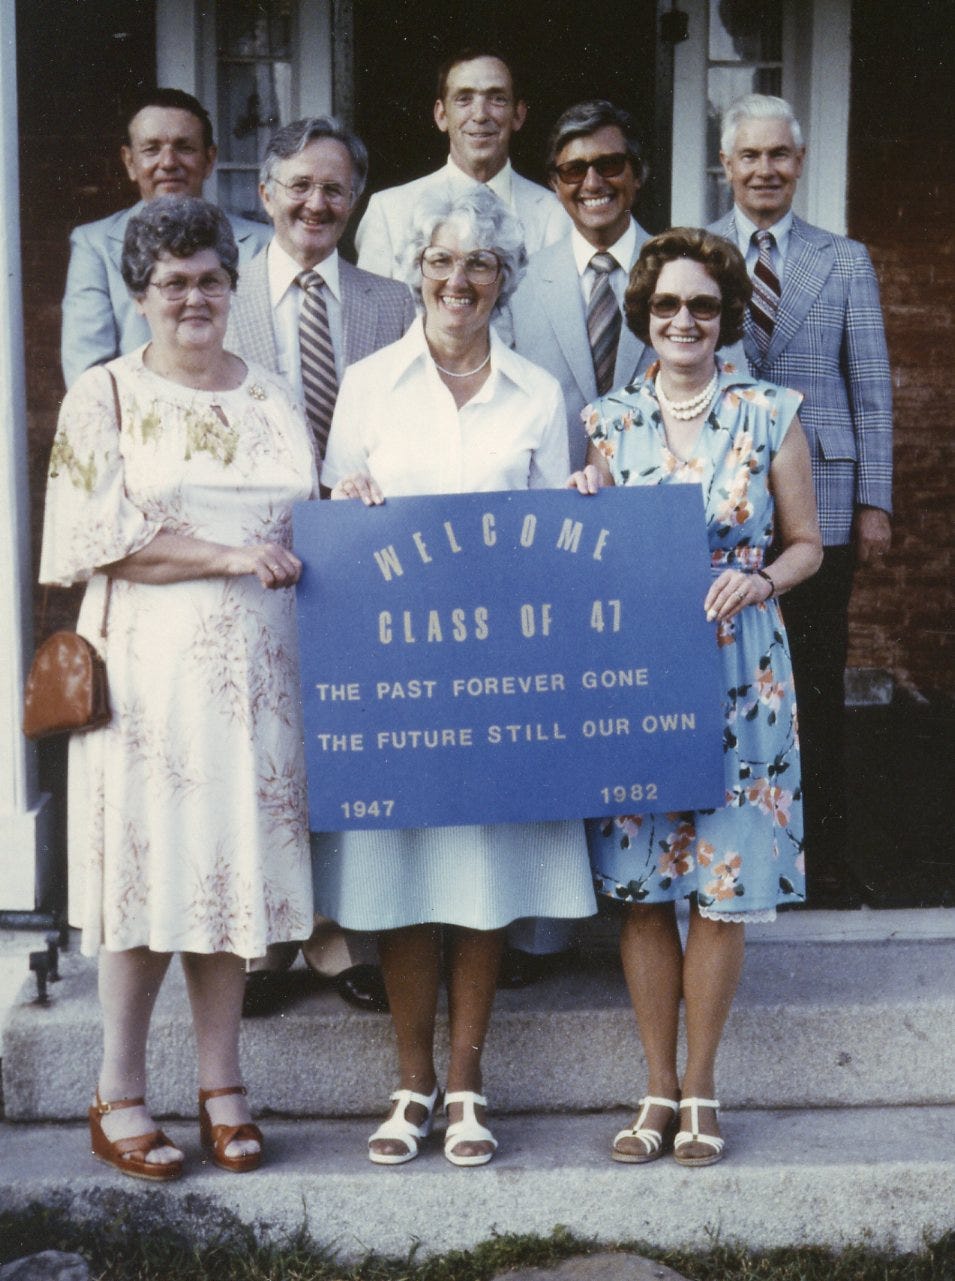 WELCOME
CLASS OF 47
THE PAST FOREVER GONE
THE FUTURE STILL OUR OWN
1947 1982